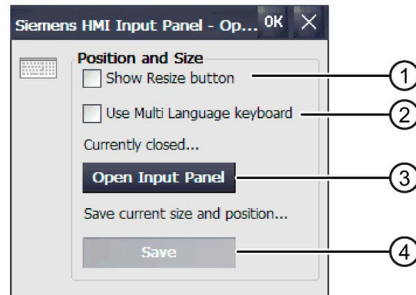 Siemens HMI Input Panel - Op... OK
Position and Size
Show Resize button
1
Use Multi Language keyboard
2
Currently closed...
Open Input Panel
3
Save current size and position...
Save
4